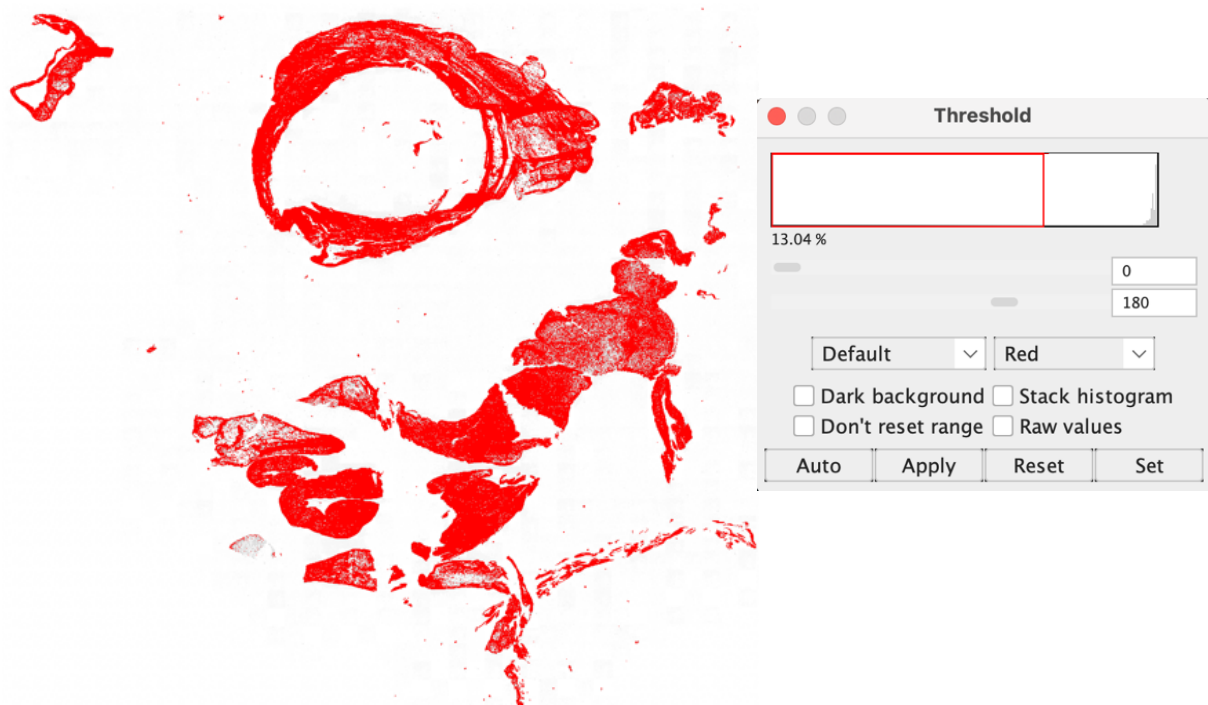 Threshold
13.04 %
0
180
Default Red
Dark background Stack histogram
Don't reset range Raw values
Auto Apply Reset Set